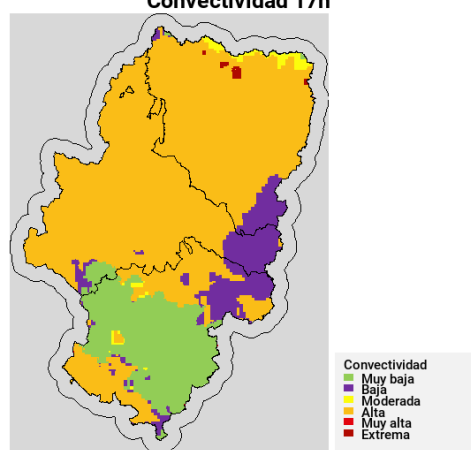 Convectividad 17h
Convectividad
Muy baja
Baja
Moderada
Alta
Muy alta
Extrema